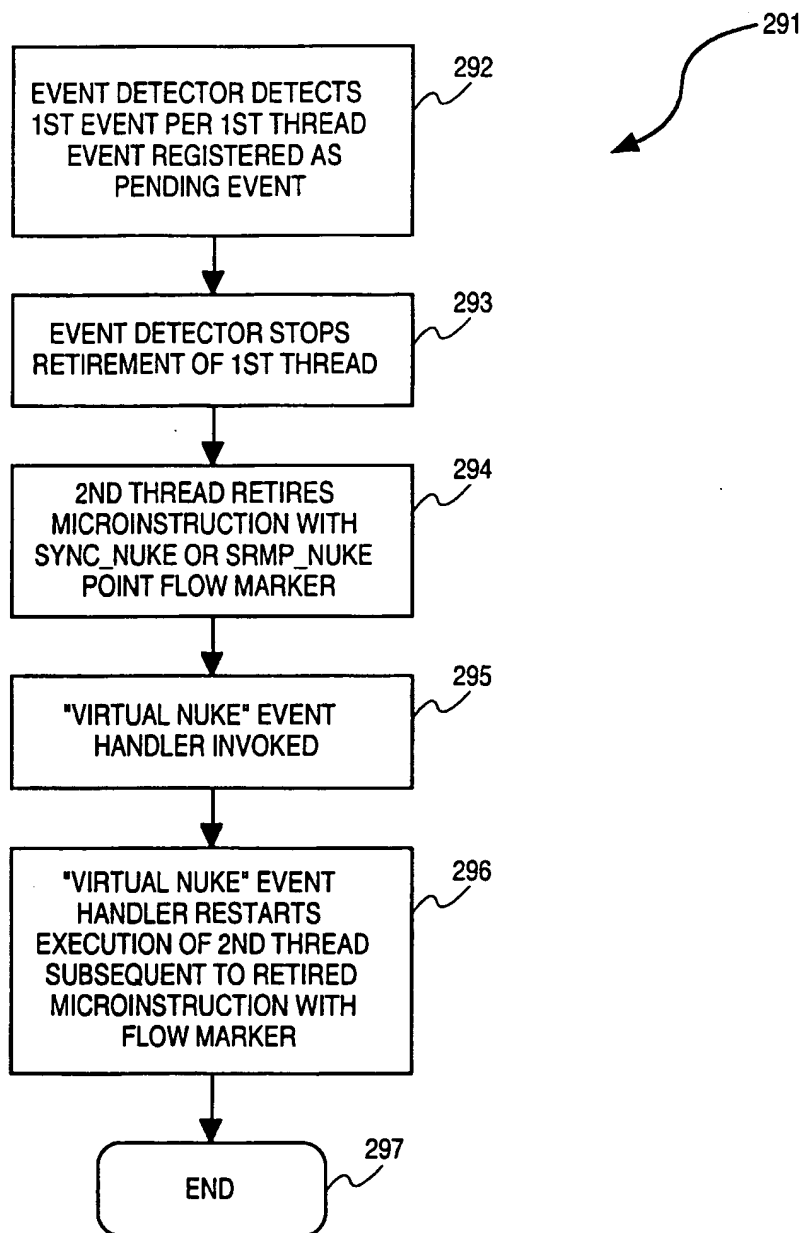 291
292
EVENT DETECTOR DETECTS
1ST EVENT PER 1ST THREAD
EVENT REGISTERED AS
PENDING EVENT
293
EVENT DETECTOR STOPS
RETIREMENT OF 1ST THREAD
294
2ND THREAD RETIRES
MICROINSTRUCTION WITH
SYNC_NUKE OR SRMP_NUKE
POINT FLOW MARKER
295
"VIRTUAL NUKE" EVENT
HANDLER INVOKED
296
"VIRTUAL NUKE" EVENT
HANDLER RESTARTS
EXECUTION OF 2ND THREAD
SUBSEQUENT TO RETIRED
MICROINSTRUCTION WITH
FLOW MARKER
297
END